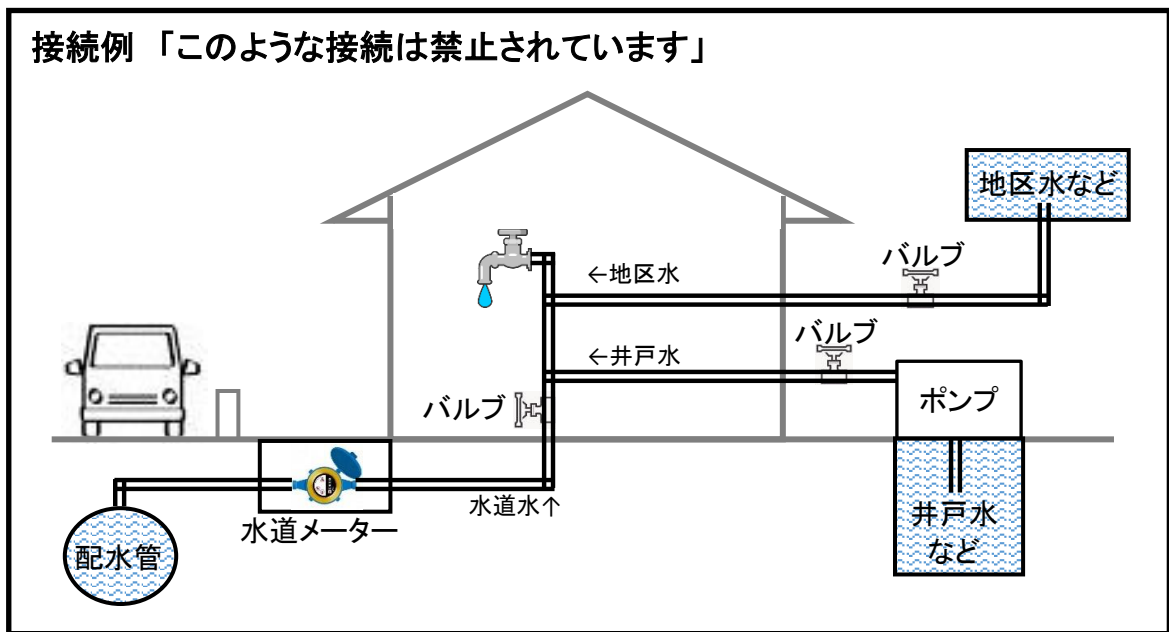 接続例 「このような接続は禁止されています」
地区水など
バルブ
←地区水
バルブ
←井戸水
ポンプ
バルブ
水道水↑
水道メーター
井戸水
など
配水管